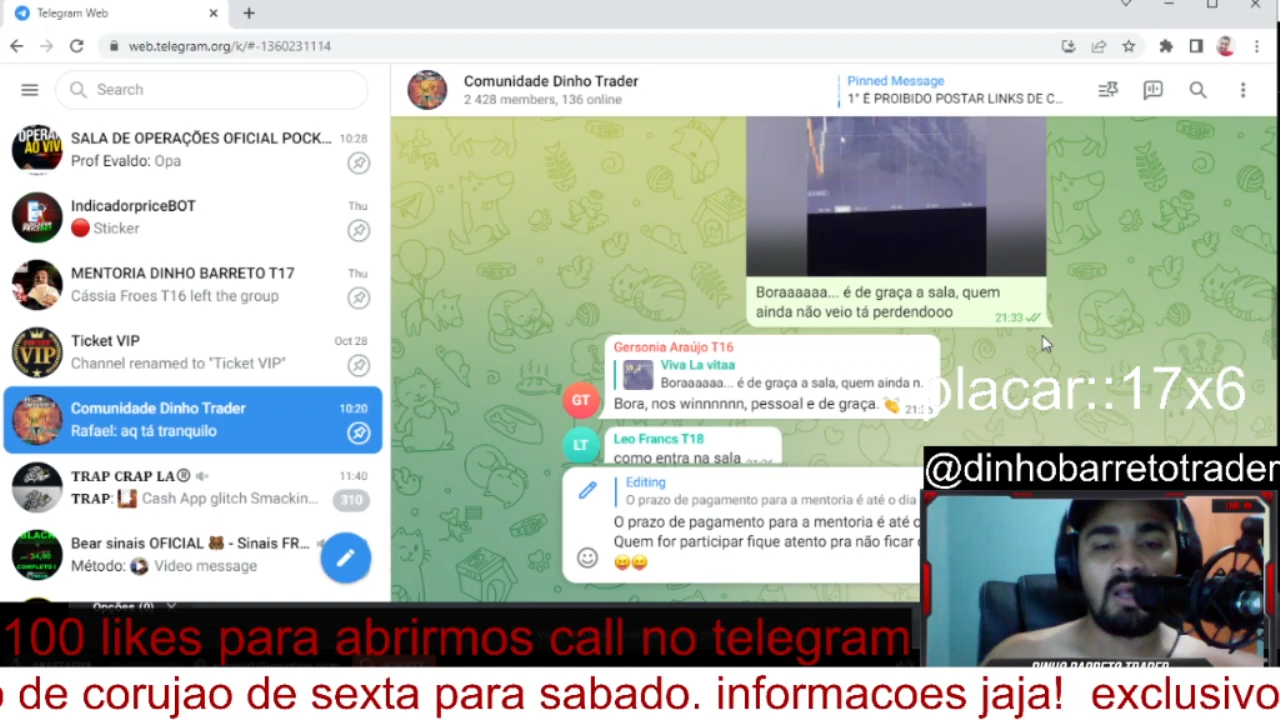 Telegram Web
web.telegram.org/k/#-1360231114
Search
SALA DE OPERAÇÕES OFICIAL POCK... 10:28
Prof Evaldo: Opa
IndicadorpriceBOT Thu
Sticker
MENTORIA DINHO BARRETO T17 Thu
Cássia Froes T16 left the group
Ticket VIP Oct 28
Channel renamed to "Ticket VIP"
Comunidade Dinho Trader 10:20
Rafael: aq tá tranquilo
TRAP CRAP LA® 11:40
TRAP: Cash App glitch Smackin... 310
Bear sinais OFICIAL 🐻 - Sinais FR...
Método: Video message
Opções (0)
Comunidade Dinho Trader
2 428 members, 136 online
Pinned Message
1° É PROIBIDO POSTAR LINKS DE C...
Boraaaaaa... é de graça a sala, quem
ainda não veio tá perdendooo 21:33
Gersonia Araújo T16
Viva La vitaa
Boraaaaaa... é de graça a sala, quem ainda n.
GT
Bora, nos winnnnnn, pessoal e de graça. 👏
placar::17x6
LT
Leo Francs T18
como entra na sala
Editing
O prazo de pagamento para a mentoria é até o dia
O prazo de pagamento para a mentoria é até o
Quem for participar fique atento pra não ficar
😝😝
@dinhobarretotrader
DINHO BARRETO TRADER
100 likes para abrirmos call no telegram
o de corujao de sexta para sabado. informacoes jaja! exclusivo